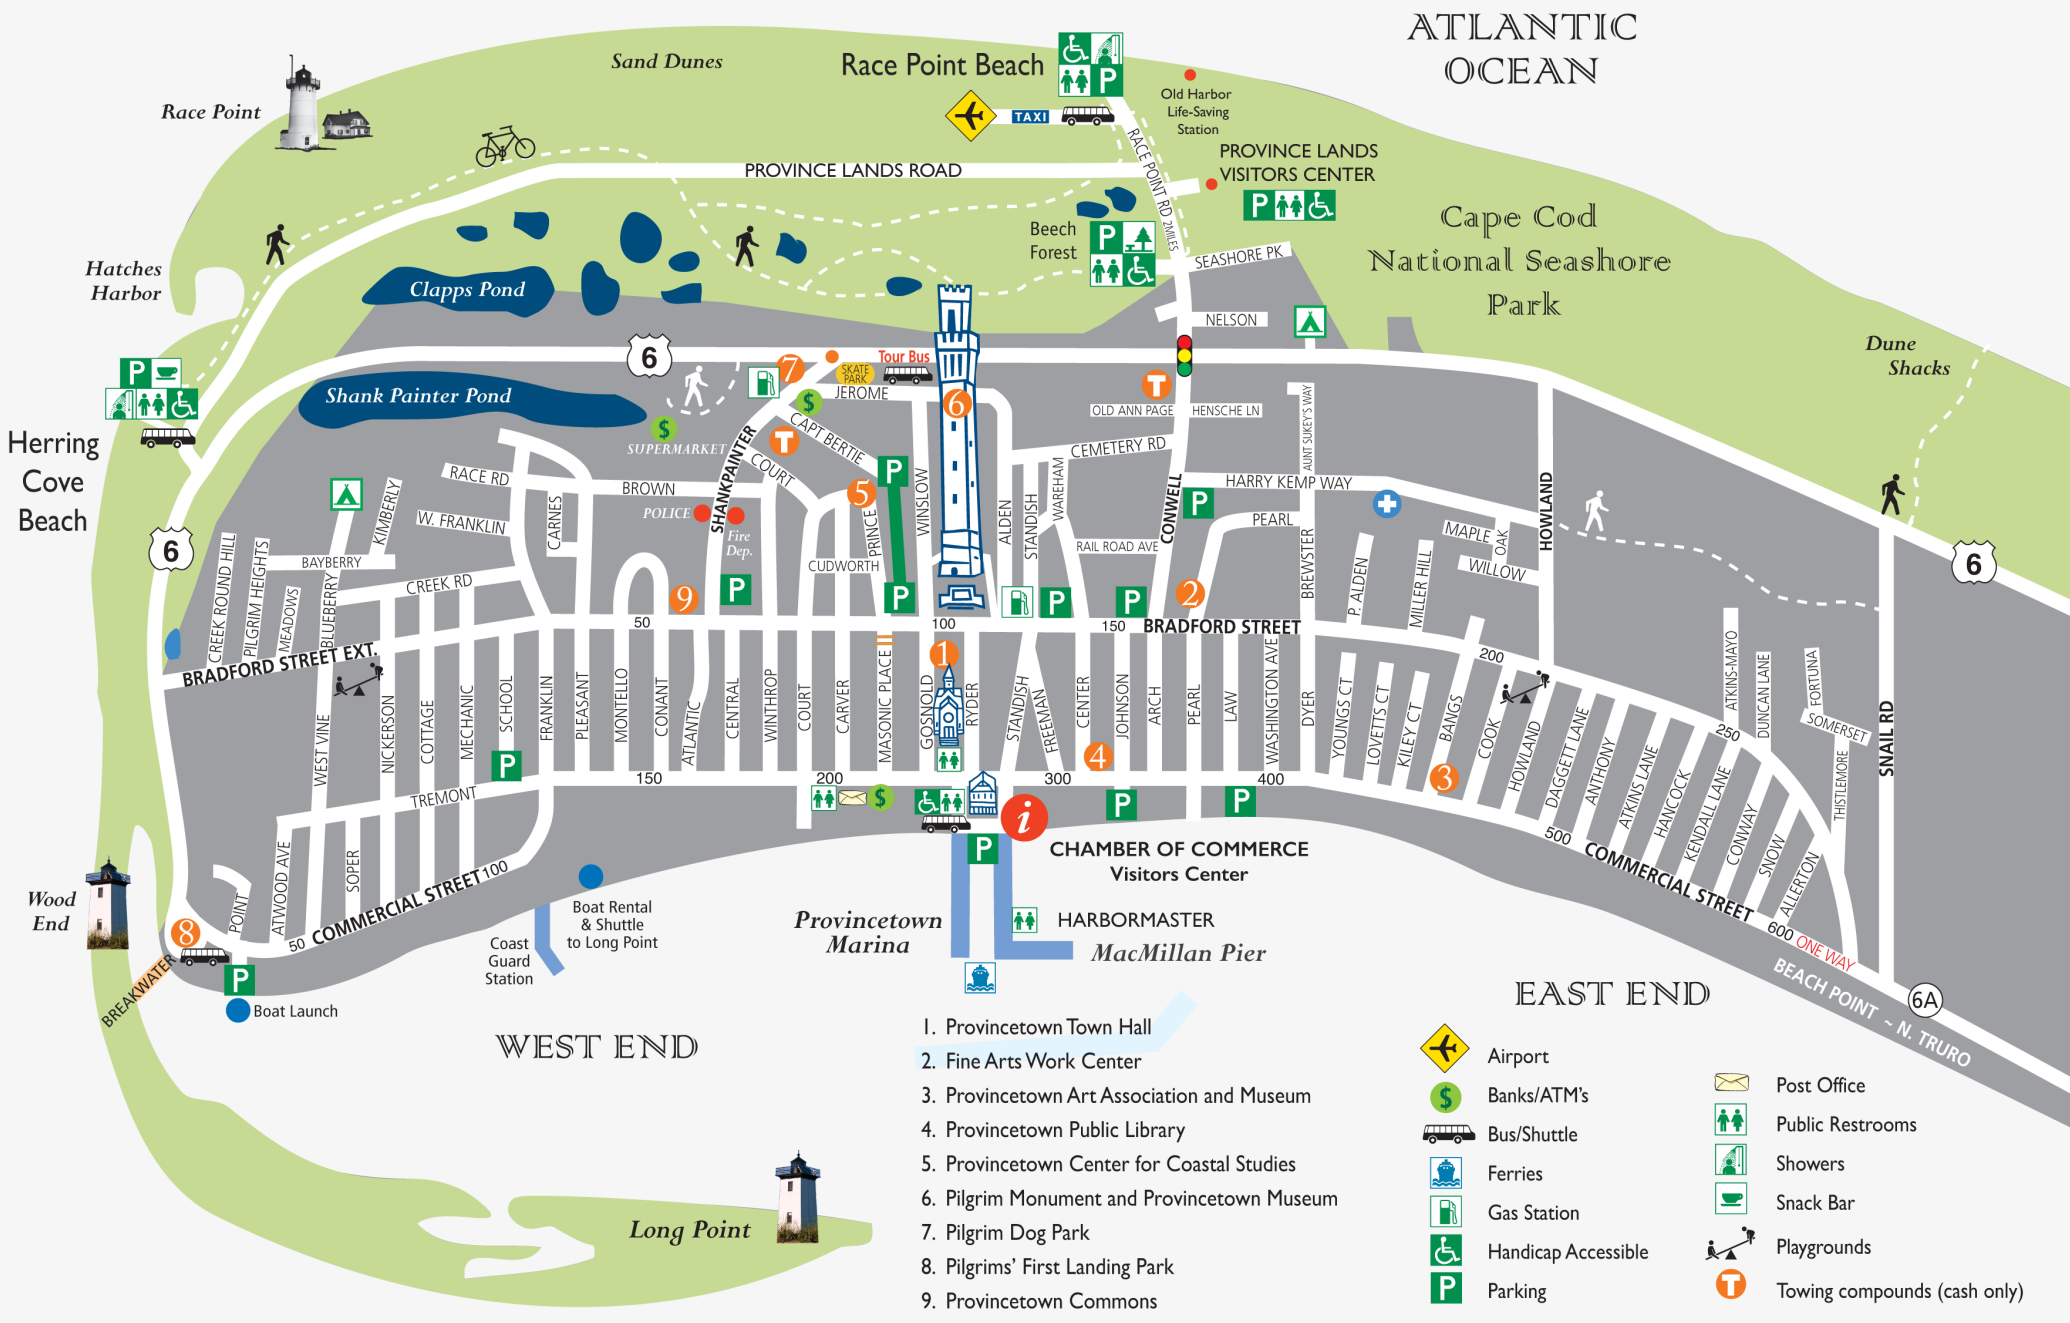 ATLANTIC
OCEAN
Sand Dunes
Race Point Beach
P
Race Point
TAXI
Old Harbor
Life-Saving
Station
RACE POINT RD 2MILES
PROVINCE LANDS
VISITORS CENTER
P
PROVINCE LANDS ROAD
Cape Cod
National Seashore
Park
Beech
Forest
P
SEASHORE PK
Hatches
Harbor
Clapps Pond
NELSON
Dune
Shacks
6
P
7
Tour Bus
SKATE
PARK
JEROME
Shank Painter Pond
$
6
T
OLD ANN PAGE
HENSCHE LN
AUNT SUKEY'S WAY
Herring
Cove
Beach
$
SUPERMARKET
SHANKPAINTER
T
CAPT BERTIE
COURT
P
CEMETERY RD
RACE RD
BROWN
5
PRINCE
WINSLOW
ALDEN
STANDISH
WAREHAM
CONWELL
P
HARRY KEMP WAY
HOWLAND
KIMBERLY
W. FRANKLIN
CARNES
POLICE
Fire
Dep.
PEARL
MAPLE
OAK
WILLOW
6
6
CREEK ROUND HILL
PILGRIM HEIGHTS
MEADOWS
BAYBERRY
BLUEBERRY
CREEK RD
CUDWORTH
RAIL ROAD AVE
BREWSTER
P. ALDEN
MILLER HILL
9
P
P
P
P
2
50
100
150
BRADFORD STREET
200
BRADFORD STREET EXT.
1
WEST VINE
NICKERSON
COTTAGE
MECHANIC
SCHOOL
FRANKLIN
PLEASANT
MONTELLO
CONANT
ATLANTIC
CENTRAL
WINTHROP
COURT
CARVER
MASONIC PLACE
GOSNOLD
RYDER
STANDISH
FREEMAN
CENTER
JOHNSON
ARCH
PEARL
LAW
WASHINGTON AVE
DYER
YOUNGS CT
LOVETTS CT
KILEY CT
BANGS
COOK
HOWLAND
DAGGETT LANE
ANTHONY
ATKINS LANE
HANCOCK
KENDALL LANE
CONWAY
SNOW
ALLERTON
ATKINS-MAYO
DUNCAN LANE
FORTUNA
SOMERSET
THISTLEMORE
SNAIL RD
250
P
4
3
150
200
300
400
TREMONT
$
P
P
i
P
CHAMBER OF COMMERCE
Visitors Center
500
COMMERCIAL STREET
600
ONE WAY
BEACH POINT ~ N. TRURO
6A
ATWOOD AVE
SOPER
POINT
50
COMMERCIAL STREET
100
Wood
End
8
BREAKWATER
P
Boat Launch
Coast
Guard
Station
Boat Rental
& Shuttle
to Long Point
Provincetown
Marina
HARBORMASTER
MacMillan Pier
WEST END
EAST END
Long Point
1. Provincetown Town Hall
2. Fine Arts Work Center
3. Provincetown Art Association and Museum
4. Provincetown Public Library
5. Provincetown Center for Coastal Studies
6. Pilgrim Monument and Provincetown Museum
7. Pilgrim Dog Park
8. Pilgrims' First Landing Park
9. Provincetown Commons
Airport
$ Banks/ATM's
Bus/Shuttle
Ferries
Gas Station
Handicap Accessible
P Parking
Post Office
Public Restrooms
Showers
Snack Bar
Playgrounds
T Towing compounds (cash only)